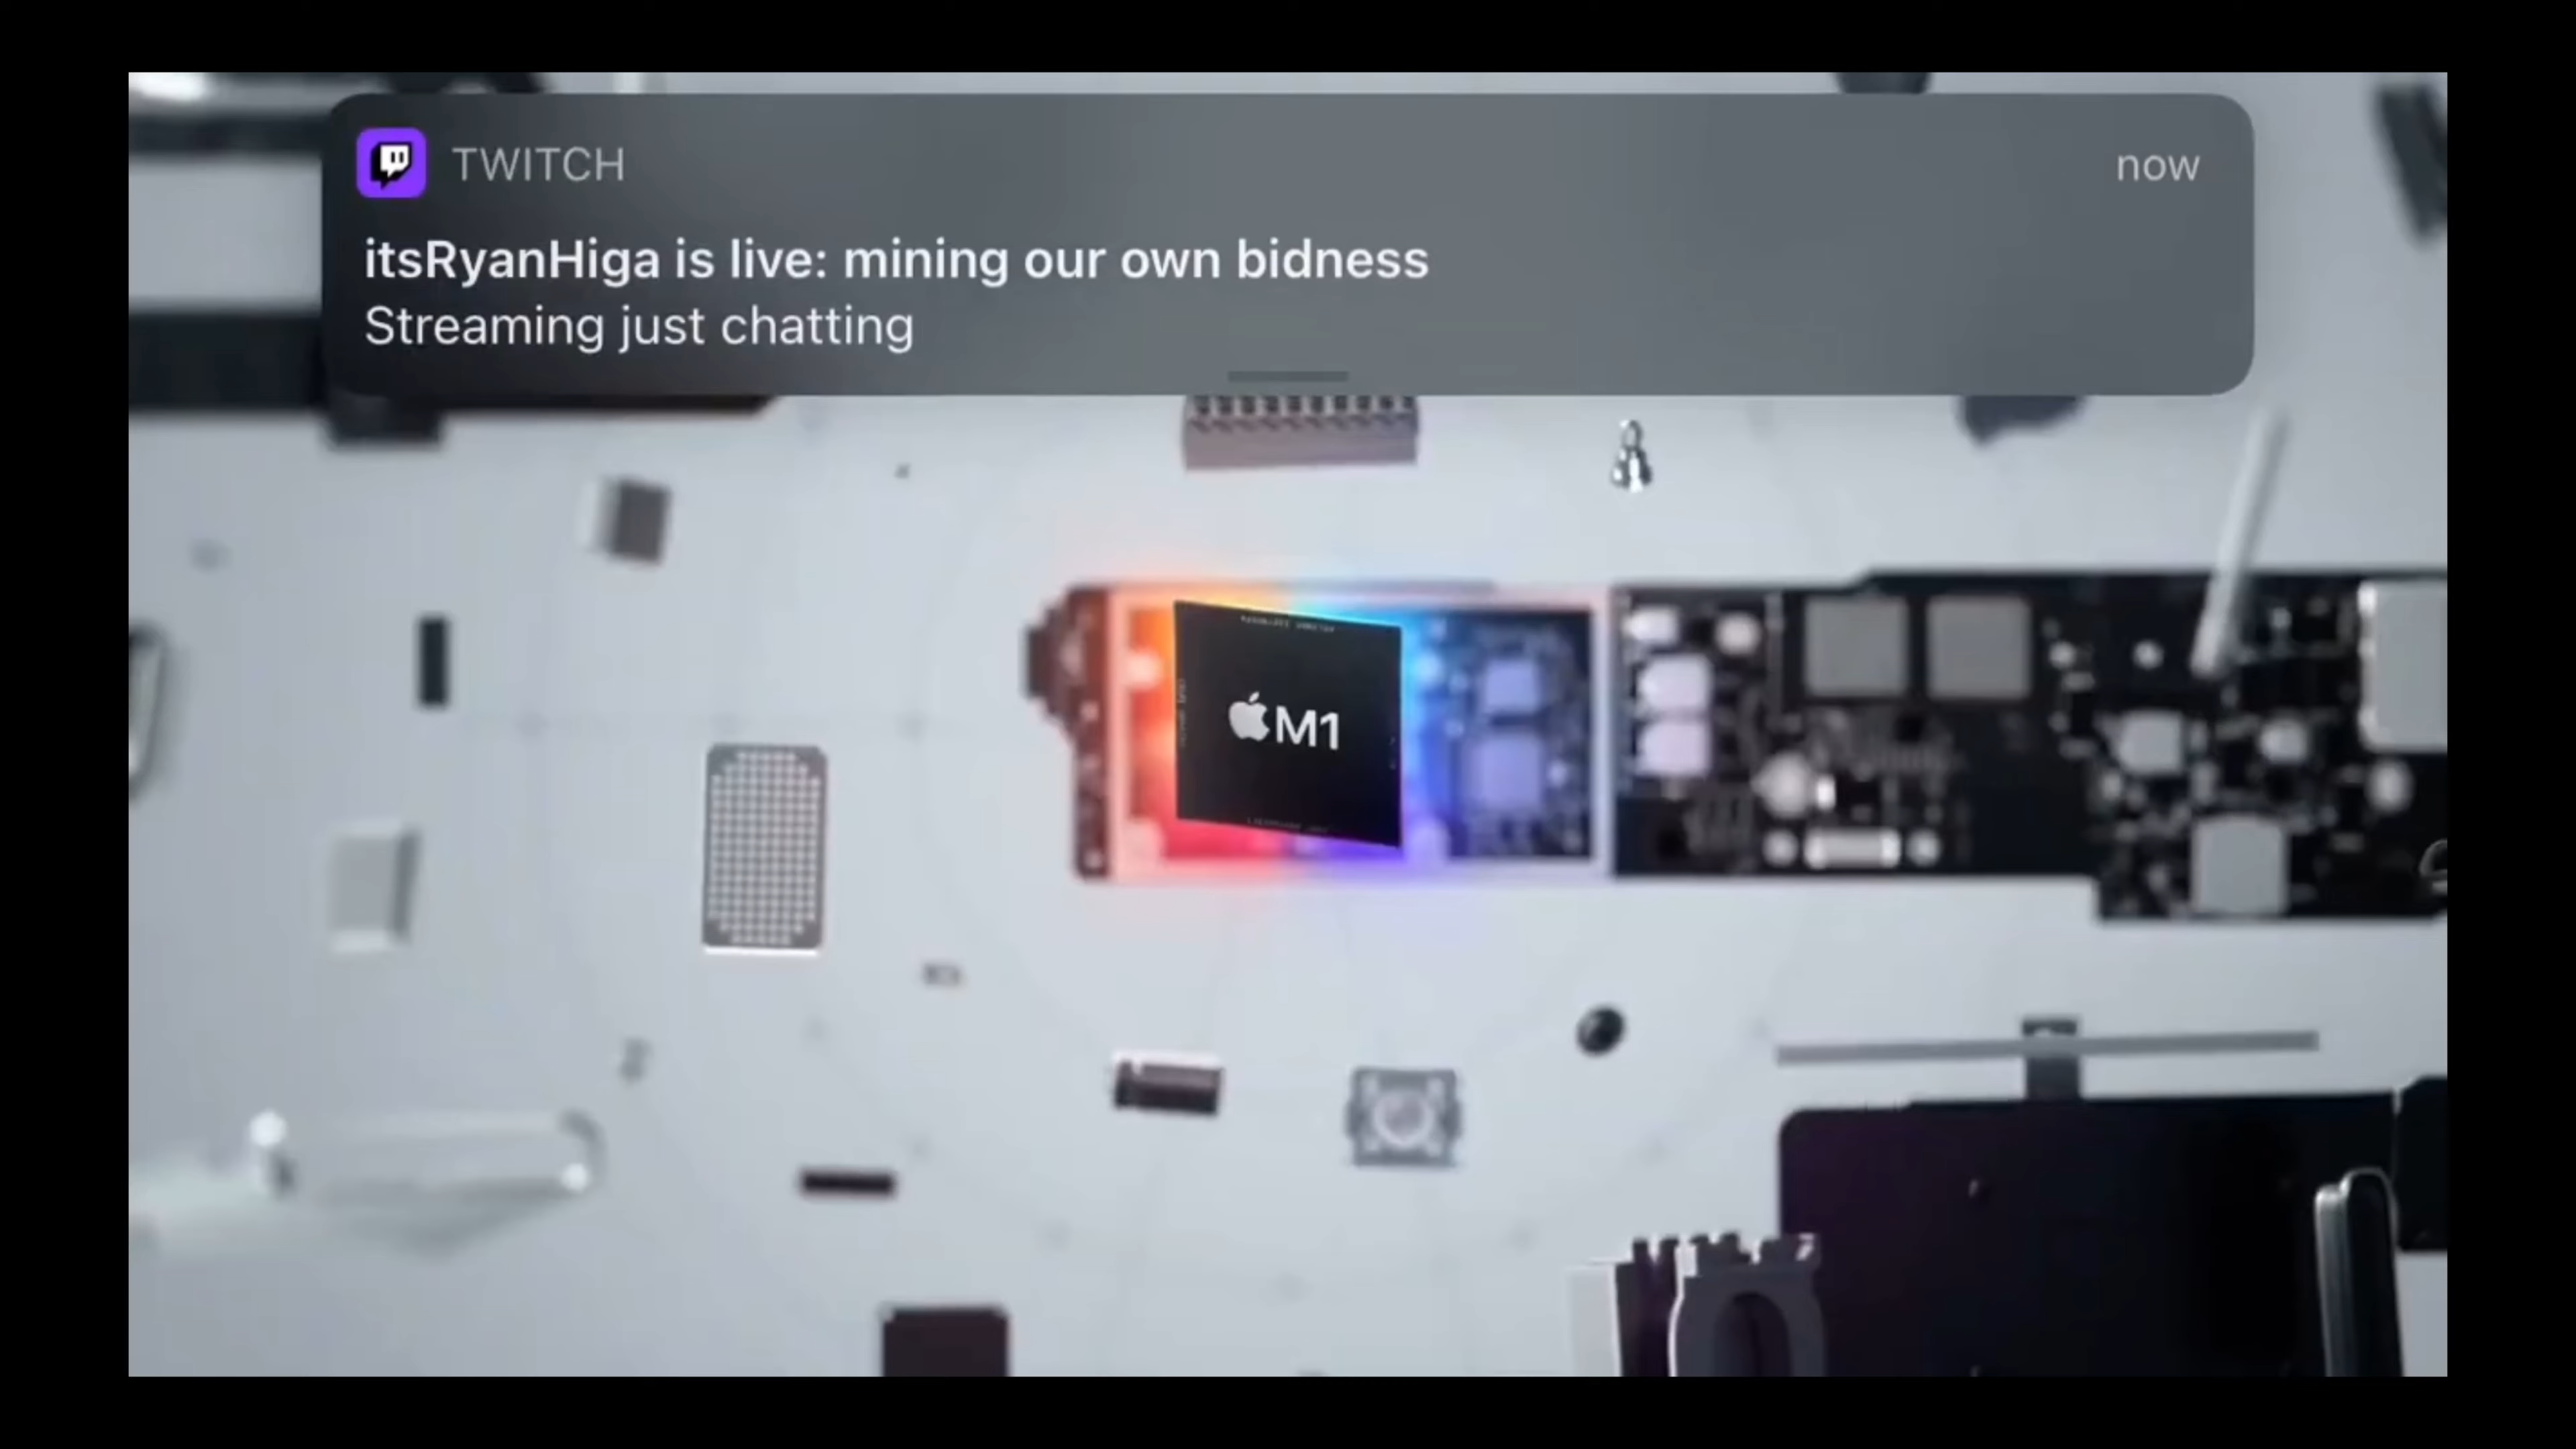 TWITCH
now
itsRyanHiga is live: mining our own bidness
Streaming just chatting
M1